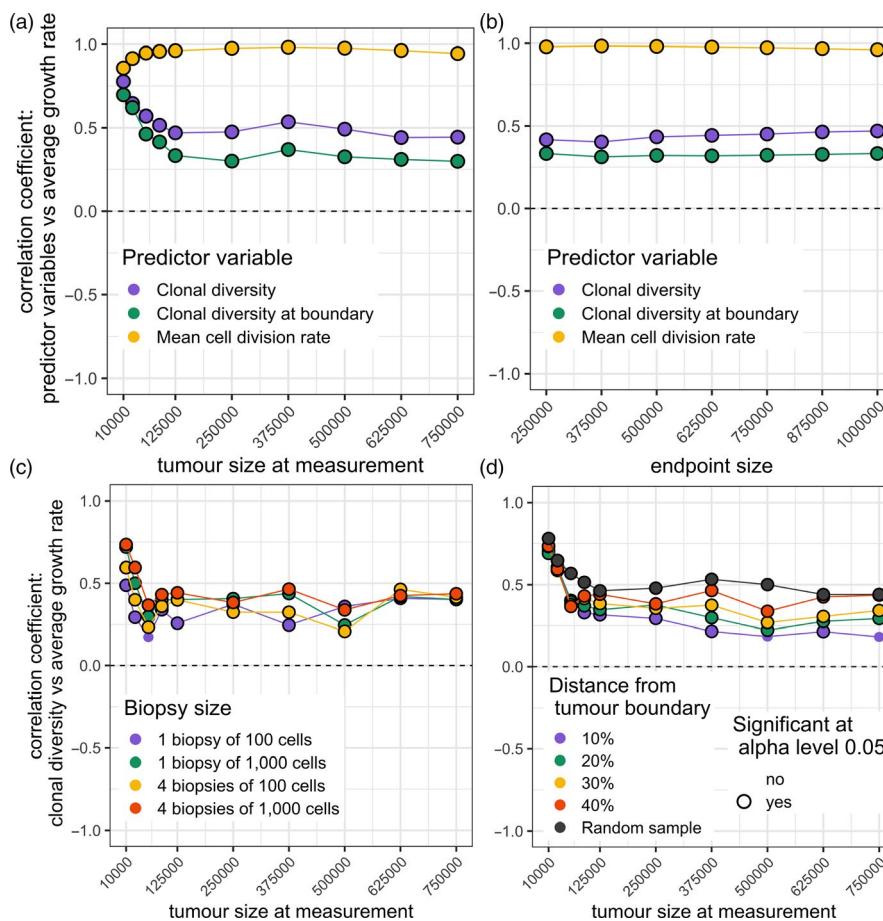 (a)
correlation coefficient:
predictor variables vs average growth rate
1.0
0.5
0.0
−0.5
−1.0
Predictor variable
Clonal diversity
Clonal diversity at boundary
Mean cell division rate
10000
125000
250000
375000
500000
625000
750000
tumour size at measurement
(b)
1.0
0.5
0.0
−0.5
−1.0
Predictor variable
Clonal diversity
Clonal diversity at boundary
Mean cell division rate
250000
375000
500000
625000
750000
875000
1000000
endpoint size
(c)
correlation coefficient:
clonal diversity vs average growth rate
1.0
0.5
0.0
−0.5
−1.0
Biopsy size
1 biopsy of 100 cells
1 biopsy of 1,000 cells
4 biopsies of 100 cells
4 biopsies of 1,000 cells
10000
125000
250000
375000
500000
625000
750000
tumour size at measurement
(d)
1.0
0.5
0.0
−0.5
−1.0
Distance from
tumour boundary
10%
20%
30%
40%
Random sample
Significant at
alpha level 0.05
no
yes
10000
125000
250000
375000
500000
625000
750000
tumour size at measurement